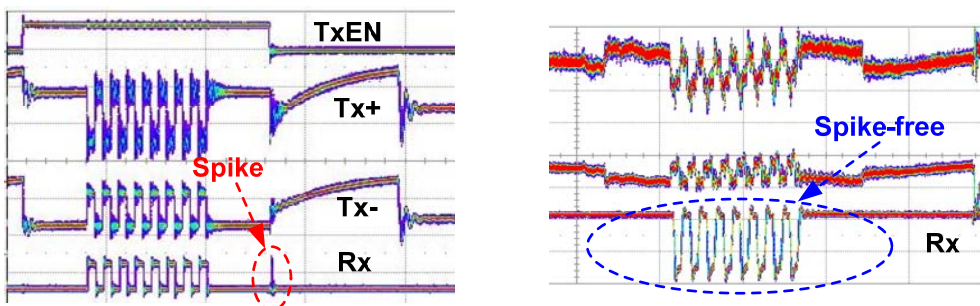 TxEN
Tx+
Spike
Tx-
Rx
Spike-free
Rx